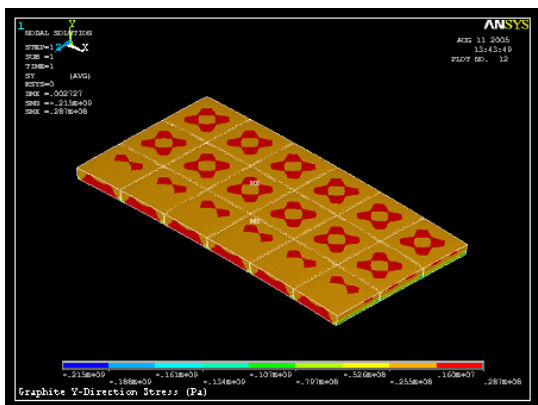 1
NODAL SOLUTION
STEP=1
SUB =1
TIME=1
SY (AVG)
RSYS=0
DMX =.002727
SMN =-.215E+09
SMX =.287E+08
Y
Z X
ANSYS
AUG 11 2005
13:43:49
PLOT NO. 12
MX
MN
-.215E+09 -.161E+09 -.107E+09 -.526E+08 .160E+07
-.188E+09 -.134E+09 -.797E+08 -.255E+08 .287E+08
Graphite Y-Direction Stress (Pa)